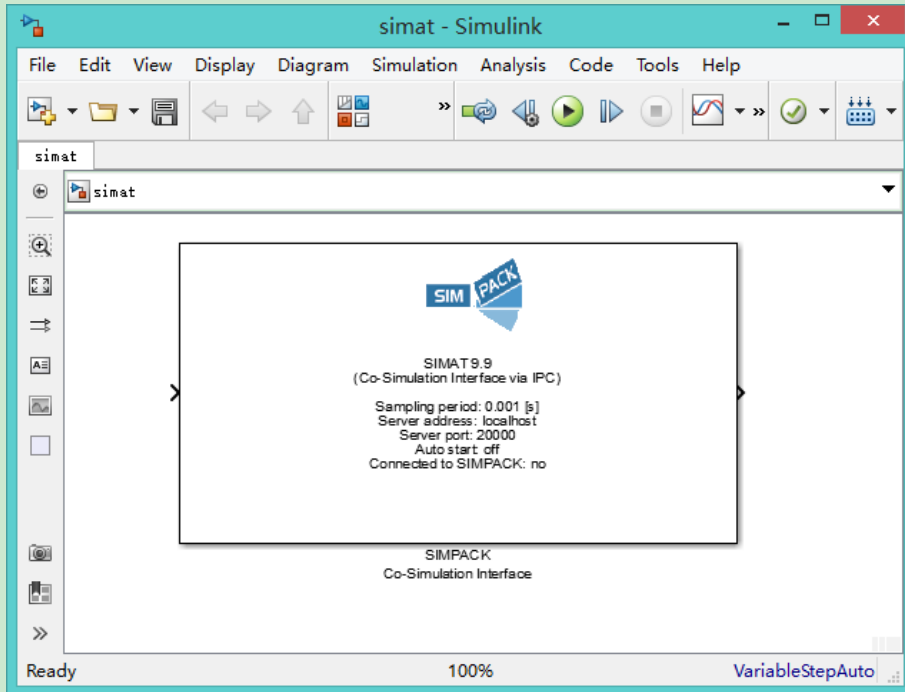 simat - Simulink
File Edit View Display Diagram Simulation Analysis Code Tools Help
simat
simat
SIM PACK
SIMAT 9.9
(Co-Simulation Interface via IPC)
Sampling period: 0.001 [s]
Server address: localhost
Server port: 20000
Auto start: off
Connected to SIMPACK: no
SIMPACK
Co-Simulation Interface
Ready 100% VariableStepAuto